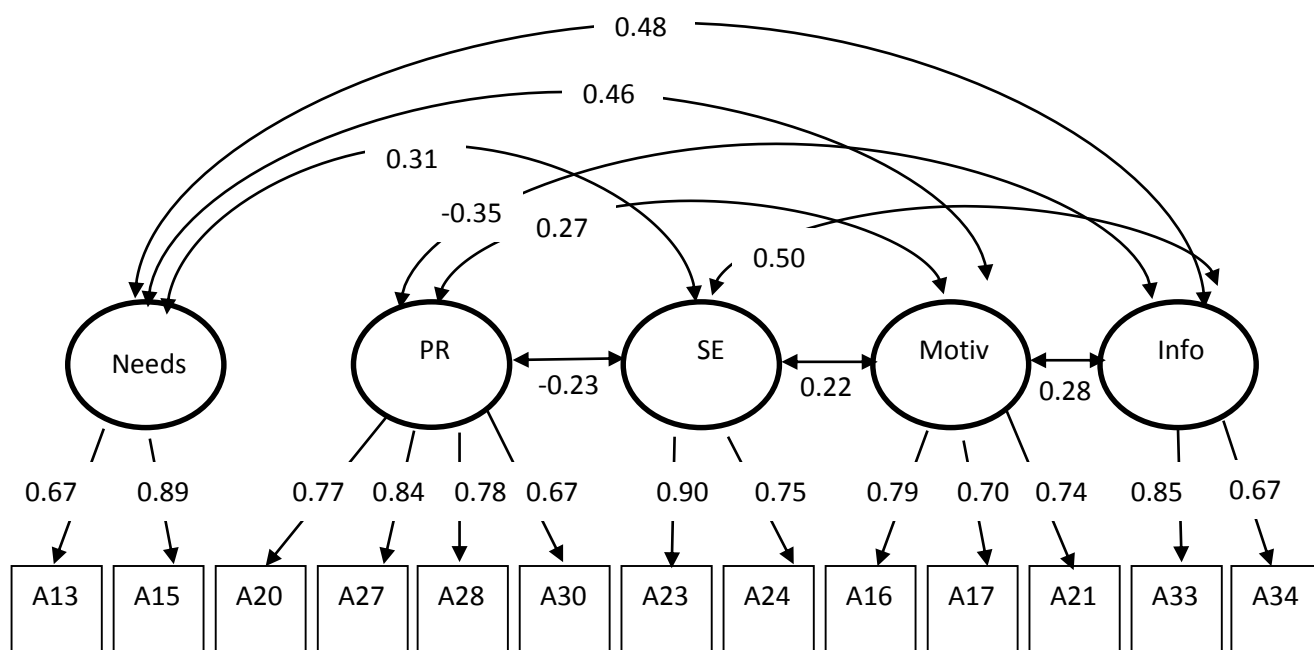 0.48
0.46
0.31
-0.35
0.27
0.50
Needs
PR
SE
Motiv
Info
-0.23
0.22
0.28
0.67
0.89
0.77
0.84
0.78
0.67
0.90
0.75
0.79
0.70
0.74
0.85
0.67
A13
A15
A20
A27
A28
A30
A23
A24
A16
A17
A21
A33
A34